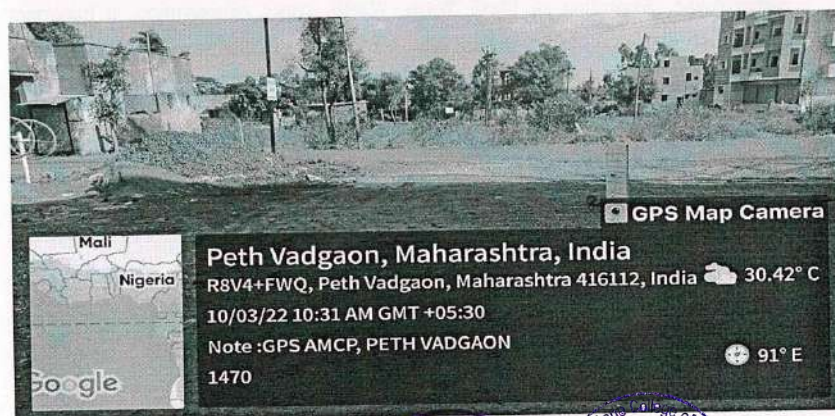 GPS Map Camera
Mali
Nigeria
Google
Peth Vadgaon, Maharashtra, India
R8V4+FWQ, Peth Vadgaon, Maharashtra 416112, India
30.42° C
10/03/22 10:31 AM GMT +05:30
Note :GPS AMCP, PETH VADGAON
91° E
1470